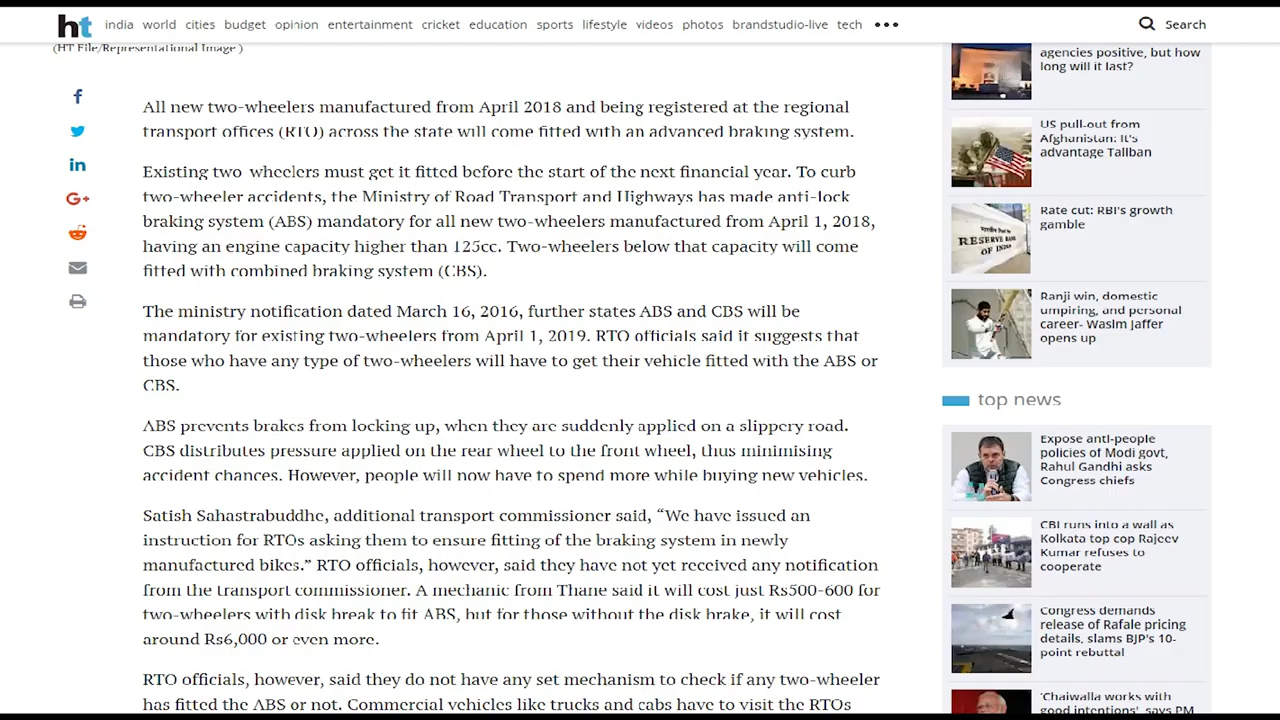 ht india world cities budget opinion entertainment cricket education sports lifestyle videos photos brandstudio-live tech ••• Search
(HT File/Representational Image )
All new two-wheelers manufactured from April 2018 and being registered at the regional
transport offices (RTO) across the state will come fitted with an advanced braking system.
Existing two-wheelers must get it fitted before the start of the next financial year. To curb
two-wheeler accidents, the Ministry of Road Transport and Highways has made anti-lock
braking system (ABS) mandatory for all new two-wheelers manufactured from April 1, 2018,
having an engine capacity higher than 125cc. Two-wheelers below that capacity will come
fitted with combined braking system (CBS).
The ministry notification dated March 16, 2016, further states ABS and CBS will be
mandatory for existing two-wheelers from April 1, 2019. RTO officials said it suggests that
those who have any type of two-wheelers will have to get their vehicle fitted with the ABS or
CBS.
ABS prevents brakes from locking up, when they are suddenly applied on a slippery road.
CBS distributes pressure applied on the rear wheel to the front wheel, thus minimising
accident chances. However, people will now have to spend more while buying new vehicles.
Satish Sahastrabuddhe, additional transport commissioner said, “We have issued an
instruction for RTOs asking them to ensure fitting of the braking system in newly
manufactured bikes.” RTO officials, however, said they have not yet received any notification
from the transport commissioner. A mechanic from Thane said it will cost just Rs500-600 for
two-wheelers with disk break to fit ABS, but for those without the disk brake, it will cost
around Rs6,000 or even more.
RTO officials, however, said they do not have any set mechanism to check if any two-wheeler
has fitted the ABS or not. Commercial vehicles like trucks and cabs have to visit the RTOs
agencies positive, but how
long will it last?
US pull-out from
Afghanistan: It's
advantage Taliban
Rate cut: RBI's growth
gamble
भारतीय रिज़र्व बैंक
RESERVE BANK
OF INDIA
Ranji win, domestic
umpiring, and personal
career- Wasim Jaffer
opens up
top news
Expose anti-people
policies of Modi govt,
Rahul Gandhi asks
Congress chiefs
CBI runs into a wall as
Kolkata top cop Rajeev
Kumar refuses to
cooperate
Congress demands
release of Rafale pricing
details, slams BJP's 10-
point rebuttal
'Chaiwalla works with
good intentions', says PM